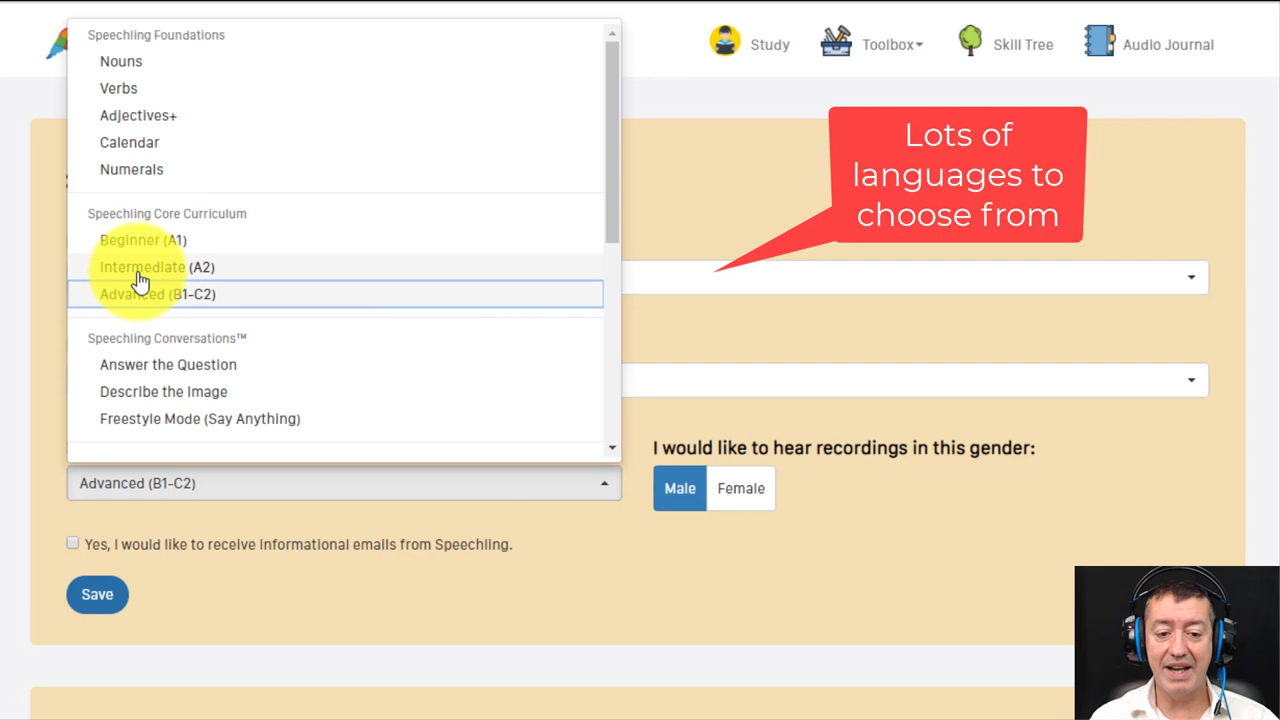 Speechling Foundations
Nouns
Verbs
Adjectives+
Calendar
Numerals
Speechling Core Curriculum
Beginner (A1)
Intermediate (A2)
Advanced (B1-C2)
Speechling Conversations™
Answer the Question
Describe the Image
Freestyle Mode (Say Anything)
Study
Toolbox
Skill Tree
Audio Journal
Lots of
languages to
choose from
Advanced (B1-C2)
I would like to hear recordings in this gender:
Male
Female
Yes, I would like to receive informational emails from Speechling.
Save